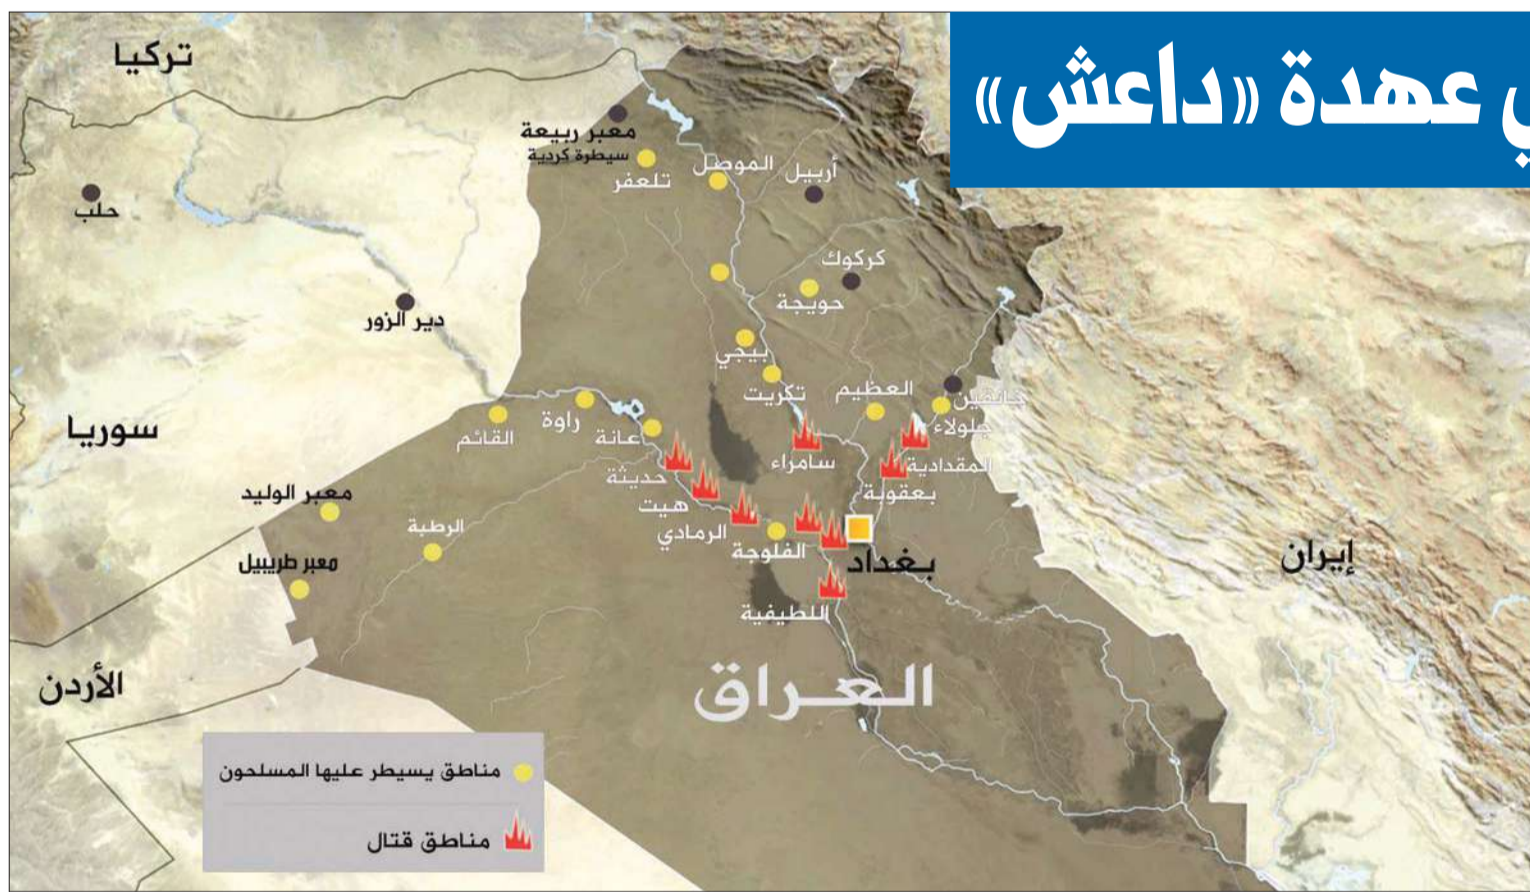 ي عهدة «داعش»
تركيا
معبر ربيعة
سيطرة كردية
تلعفر
الموصل
أربيل
حلب
كركوك
حويجة
دير الزور
بيجي
تكريت
العظيم
خانقين
جلولاء
سوريا
القائم
راوة
عانة
سامراء
المقدادية
حديثة
بعقوبة
هيت
معبر الوليد
الرطبة
الرمادي
الفلوجة
بغداد
إيران
معبر طريبيل
اللطيفية
الأردن
العراق
مناطق يسيطر عليها المسلحون
مناطق قتال